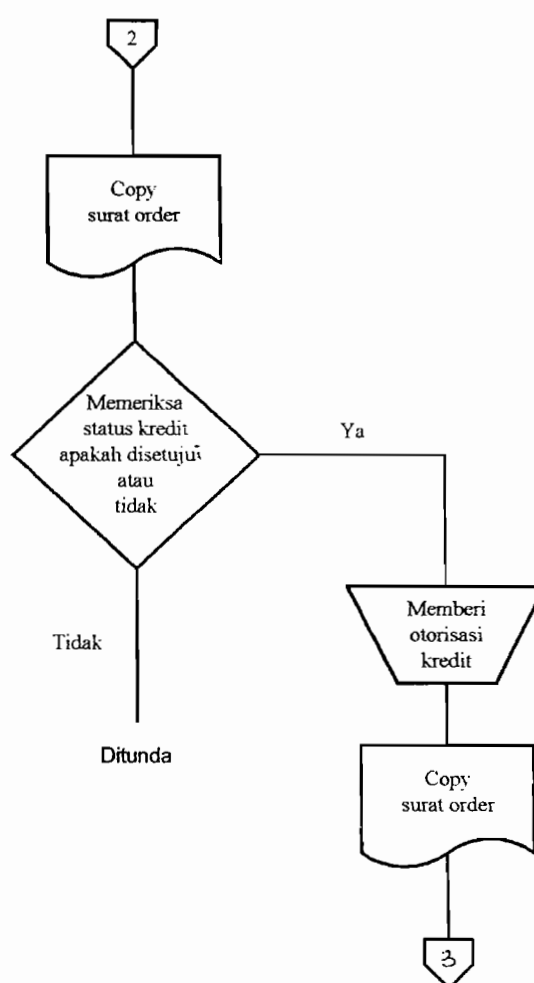 2
Copy
surat order
Memeriksa
status kredit
apakah disetujui
atau
tidak
Ya
Tidak
Ditunda
Memberi
otorisasi
kredit
Copy
surat order
3